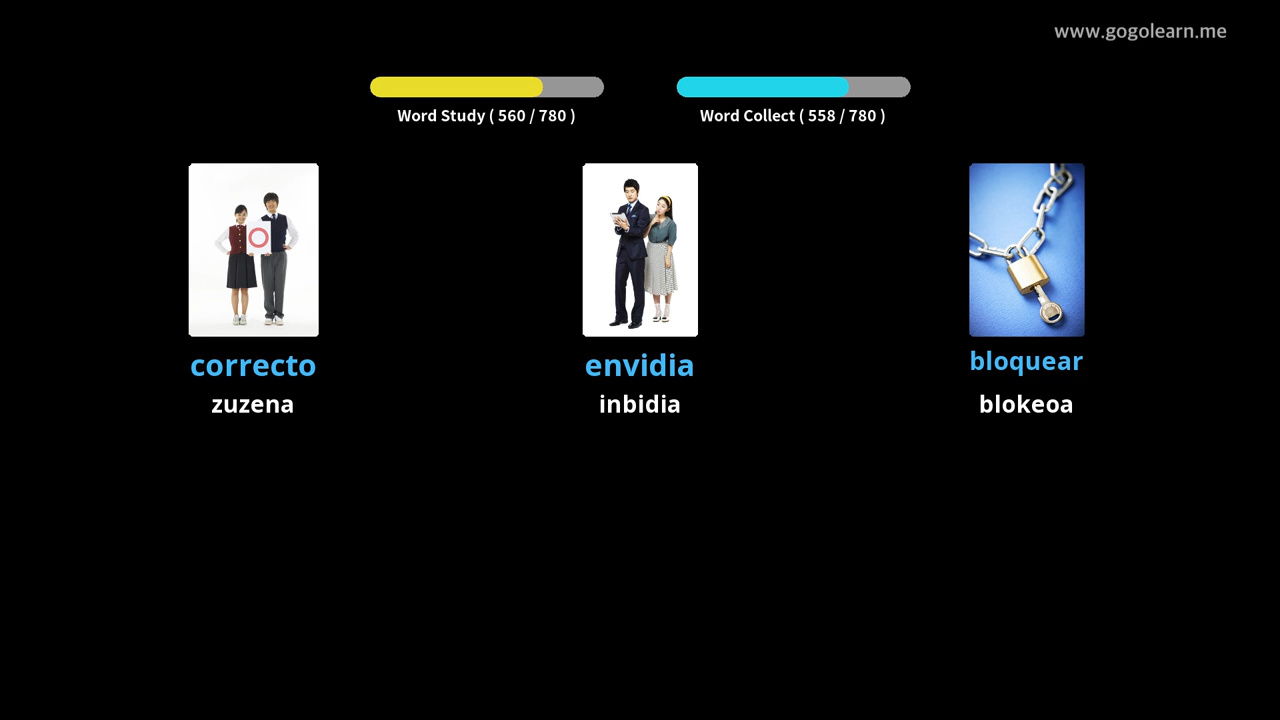 www.gogolearn.me
Word Study ( 560 / 780 )
Word Collect ( 558 / 780 )
correcto
zuzena
envidia
inbidia
bloquear
blokeoa